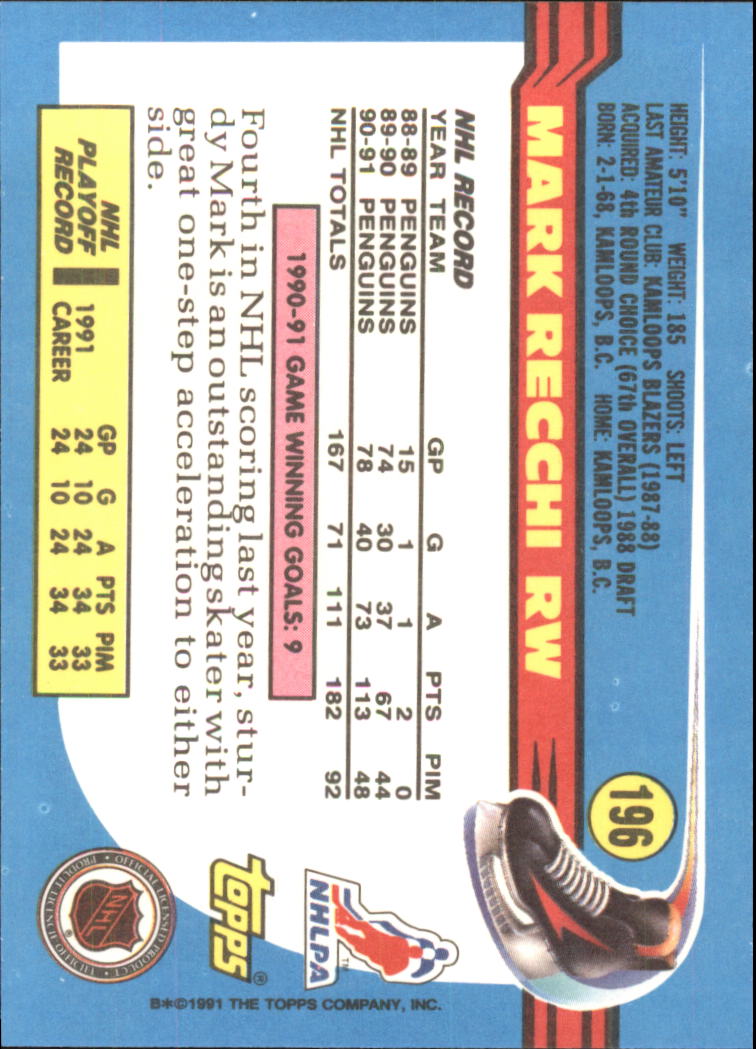 196
HEIGHT: 5'10" WEIGHT: 185 SHOOTS: LEFT
LAST AMATEUR CLUB: KAMLOOPS BLAZERS (1987-88)
ACQUIRED: 4th ROUND CHOICE (67th OVERALL) 1988 DRAFT
BORN: 2-1-68, KAMLOOPS, B.C. HOME: KAMLOOPS, B.C.
MARK RECCHI RW
NHL RECORD
YEAR TEAM GP G A PTS PIM
88-89 PENGUINS 15 1 1 2 0
89-90 PENGUINS 74 30 37 67 44
90-91 PENGUINS 78 40 73 113 48
NHL TOTALS 167 71 111 182 92
1990-91 GAME WINNING GOALS: 9
Fourth in NHL scoring last year, stur-
dy Mark is an outstanding skater with
great one-step acceleration to either
side.
NHL PLAYOFF RECORD
GP G A PTS PIM
1991 24 10 24 34 33
CAREER 24 10 24 34 33
NHLPA™
TOPPS®
NHL®
OFFICIAL LICENSED PRODUCT
B*©1991 THE TOPPS COMPANY, INC.